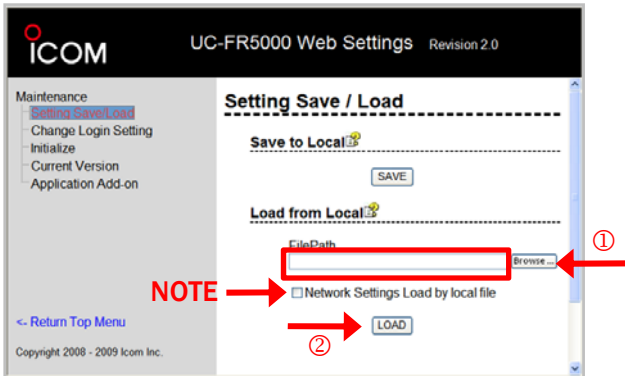 ICOM
UC-FR5000 Web Settings Revision 2.0
Maintenance
Setting Save/Load
Change Login Setting
Initialize
Current Version
Application Add-on
<- Return Top Menu
Copyright 2008 - 2009 Icom Inc.
Setting Save / Load
Save to Local
SAVE
Load from Local
FilePath
Browse...
①
NOTE
Network Settings Load by local file
LOAD
②